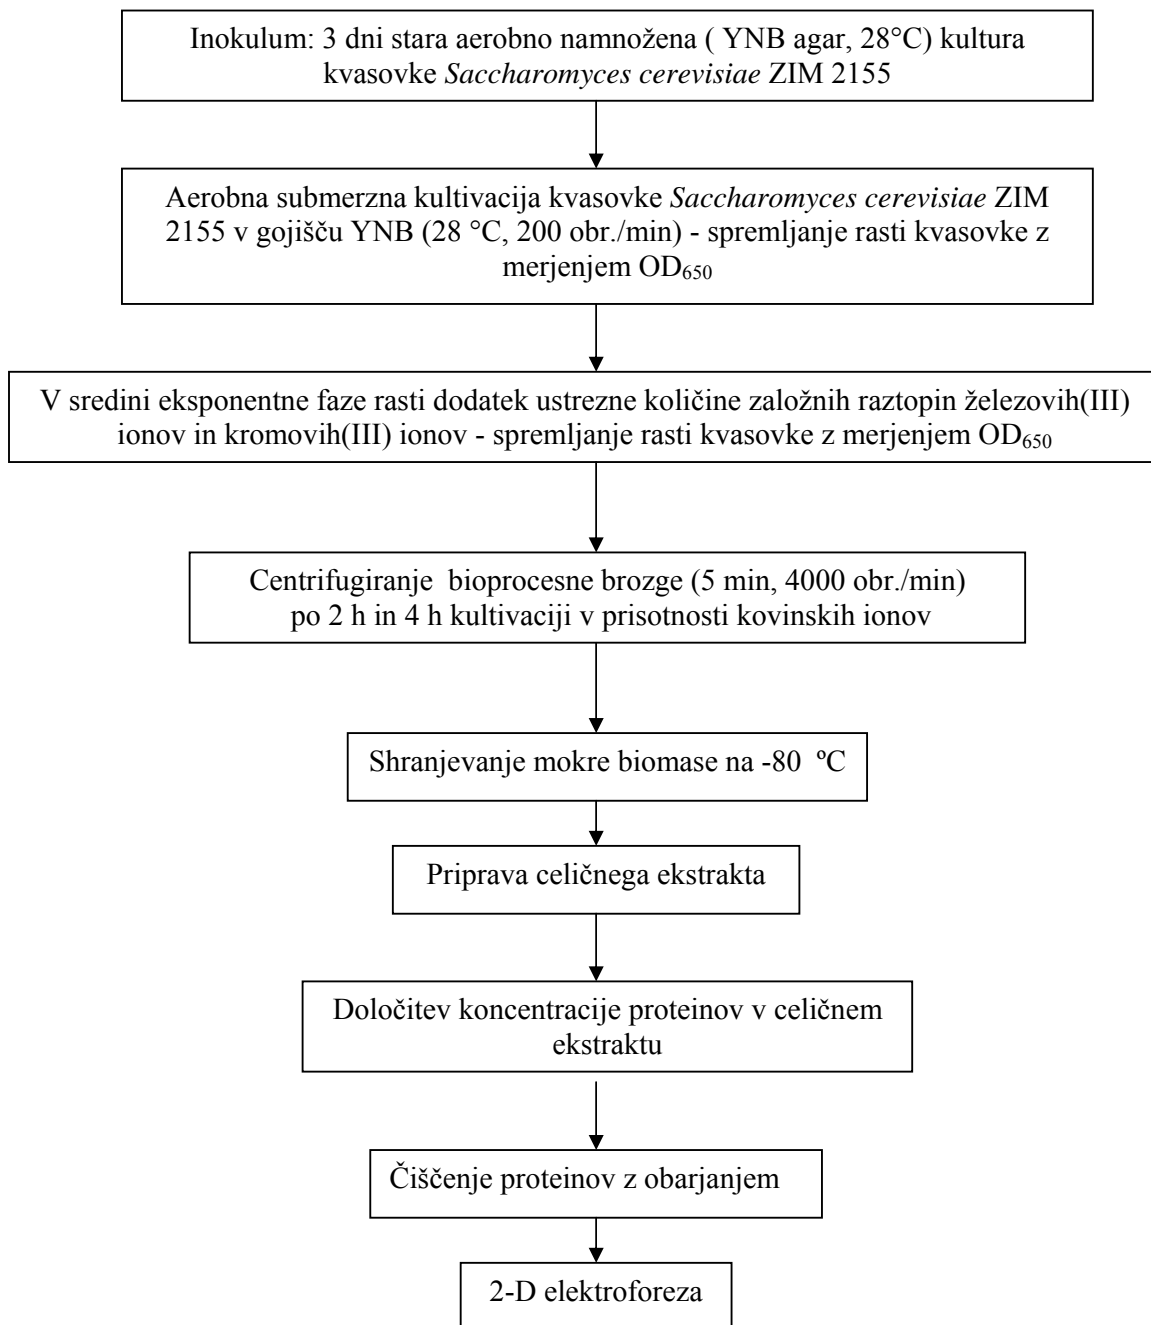 Inokulum: 3 dni stara aerobno namnožena ( YNB agar, 28°C) kultura
kvasovke Saccharomyces cerevisiae ZIM 2155
Aerobna submerzna kultivacija kvasovke Saccharomyces cerevisiae ZIM
2155 v gojišču YNB (28 °C, 200 obr./min) - spremljanje rasti kvasovke z
merjenjem OD650
V sredini eksponentne faze rasti dodatek ustrezne količine založnih raztopin železovih(III)
ionov in kromovih(III) ionov - spremljanje rasti kvasovke z merjenjem OD650
Centrifugiranje bioprocesne brozge (5 min, 4000 obr./min)
po 2 h in 4 h kultivaciji v prisotnosti kovinskih ionov
Shranjevanje mokre biomase na -80 ºC
Priprava celičnega ekstrakta
Določitev koncentracije proteinov v celičnem
ekstraktu
Čiščenje proteinov z obarjanjem
2-D elektroforeza